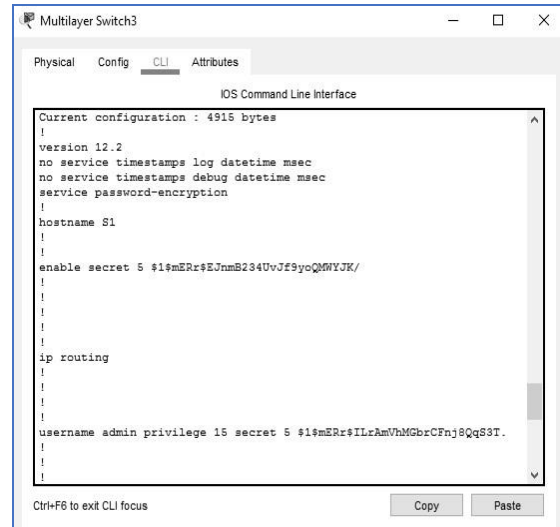 Multilayer Switch3
Physical Config CLI Attributes
IOS Command Line Interface
Current configuration : 4915 bytes
!
version 12.2
no service timestamps log datetime msec
no service timestamps debug datetime msec
service password-encryption
!
hostname S1
!
!
enable secret 5 $1$mERr$EJnmB234UvJf9yoQMWYJK/
!
!
!
!
!
ip routing
!
!
!
!
username admin privilege 15 secret 5 $1$mERr$ILrAmVhMGbrCFnj8QqS3T.
!
!
!
Ctrl+F6 to exit CLI focus
Copy Paste